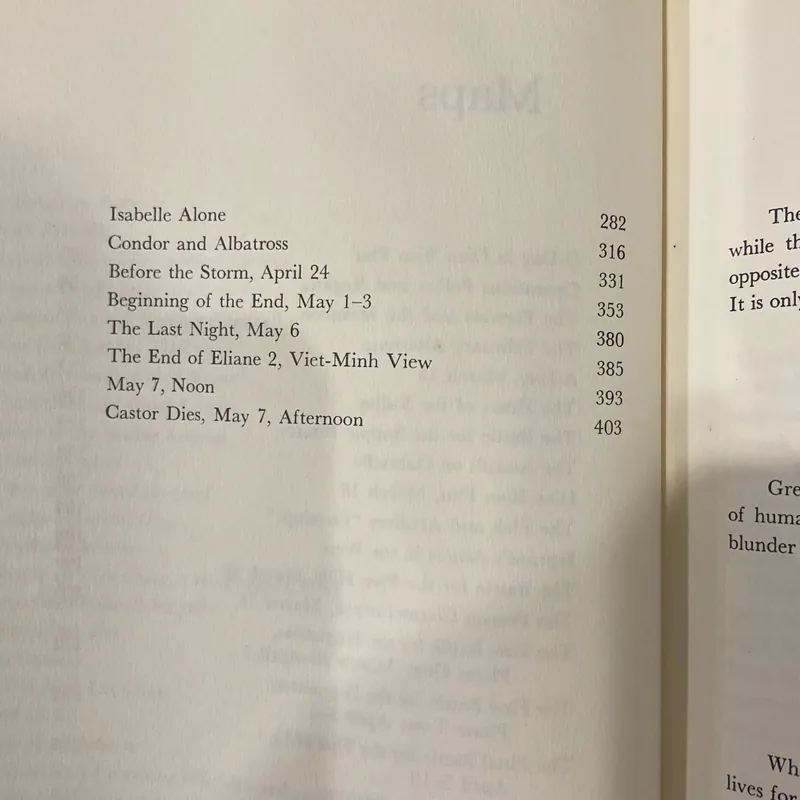 Isabelle Alone 282
Condor and Albatross 316
Before the Storm, April 24 331
Beginning of the End, May 1–3 353
The Last Night, May 6 380
The End of Eliane 2, Viet-Minh View 385
May 7, Noon 393
Castor Dies, May 7, Afternoon 403
The
while th
opposite
It is only
Gre
of huma
blunder
Wh
lives for